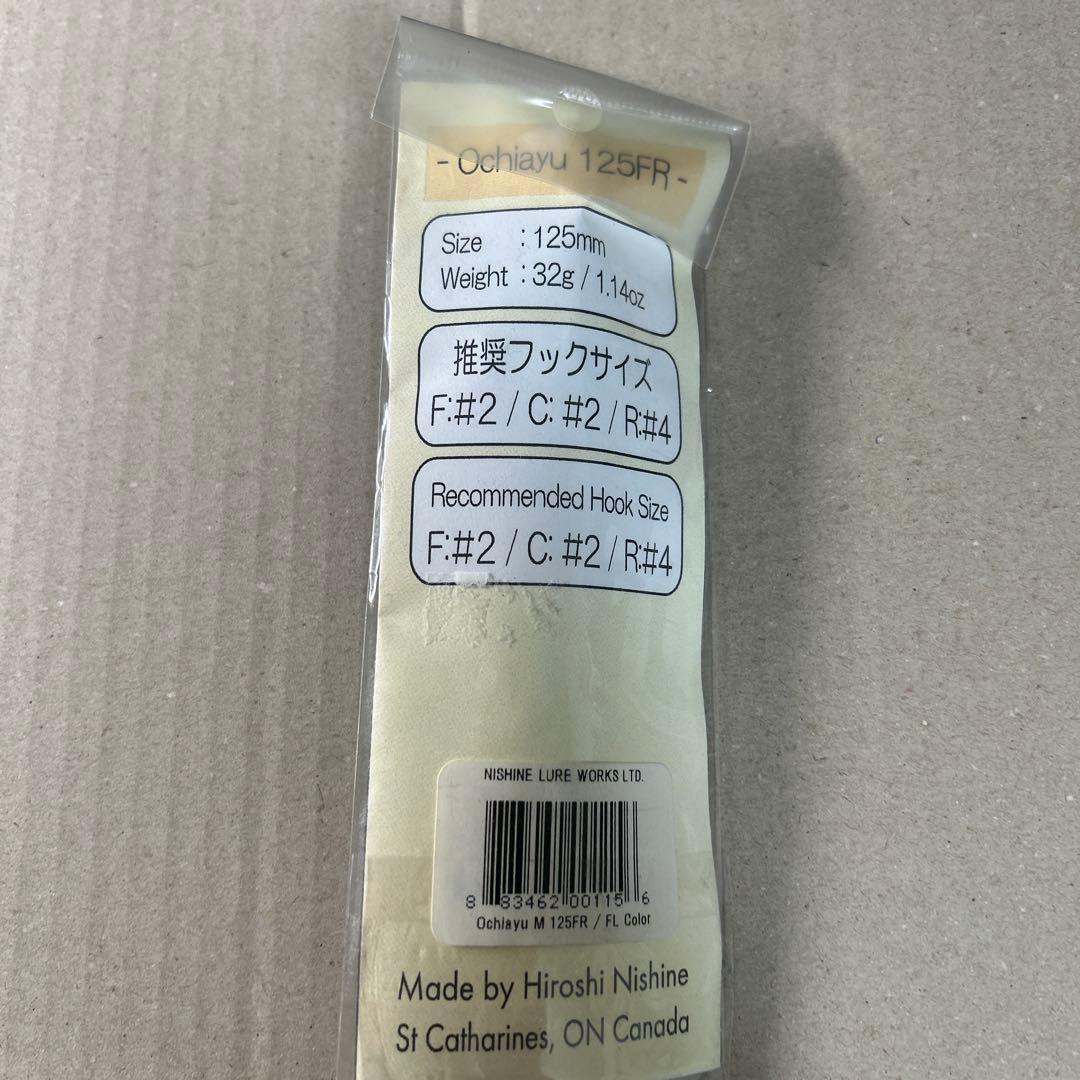 - Ochiayu 125FR -
Size : 125mm
Weight : 32g / 1.14oz
推奨フックサイズ
F:#2 / C: #2 / R:#4
Recommended Hook Size
F:#2 / C: #2 / R:#4
NISHINE LURE WORKS LTD.
8 83462 00115 6
Ochiayu M 125FR / FL Color
Made by Hiroshi Nishine
St Catharines, ON Canada